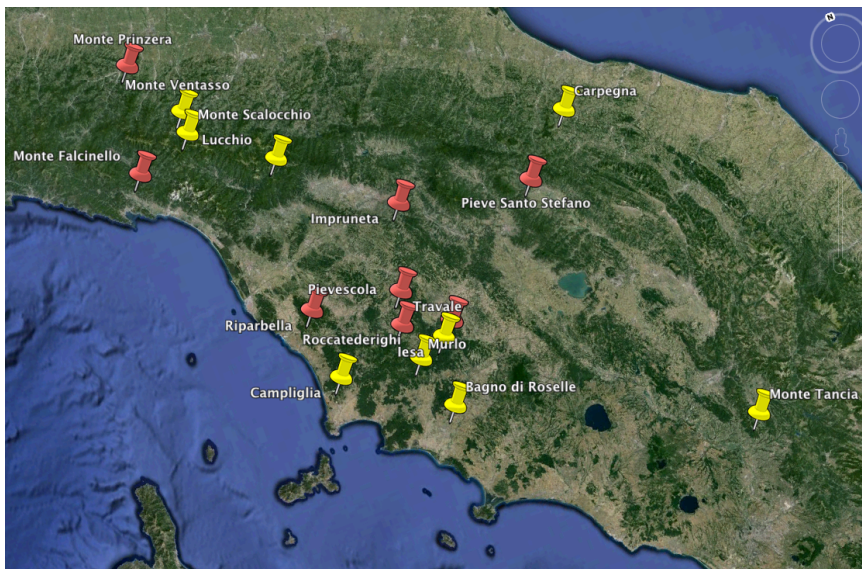 N
Monte Prinzera
Monte Ventasso
Carpegna
Monte Scalocchio
Lucchio
Monte Falcinello
Pieve Santo Stefano
Impruneta
Pievescola
Travale
Riparbella
Roccatederighi
Murlo
Iesa
Campliglia
Bagno di Roselle
Monte Tancia